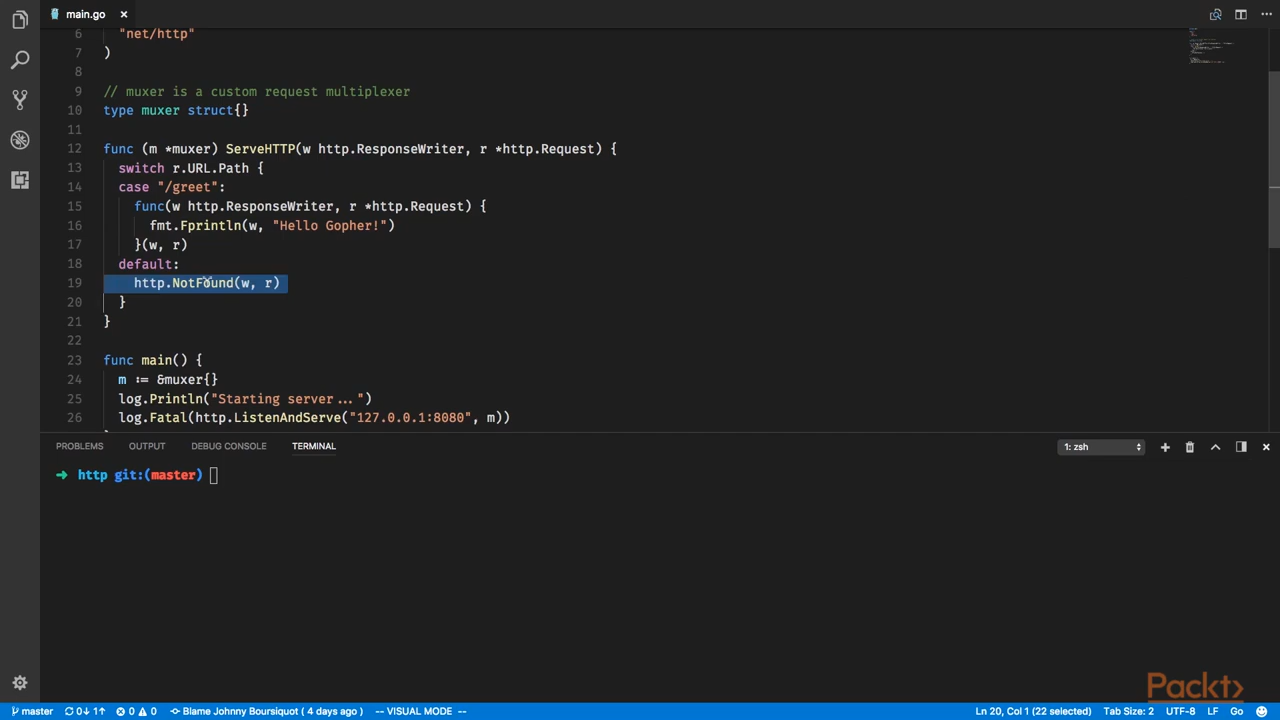 main.go ×
6 "net/http"
7 )
8
9 // muxer is a custom request multiplexer
10 type muxer struct{}
11
12 func (m *muxer) ServeHTTP(w http.ResponseWriter, r *http.Request) {
13 switch r.URL.Path {
14 case "/greet":
15 func(w http.ResponseWriter, r *http.Request) {
16 fmt.Fprintln(w, "Hello Gopher!")
17 }(w, r)
18 default:
19 http.NotFound(w, r)
20 }
21 }
22
23 func main() {
24 m := &muxer{}
25 log.Println("Starting server...")
26 log.Fatal(http.ListenAndServe("127.0.0.1:8080", m))
PROBLEMS OUTPUT DEBUG CONSOLE TERMINAL 1: zsh
➜ http git:(master)
Packt>
master 0↓ 1↑ 0 0 Blame Johnny Boursiquot ( 4 days ago ) -- VISUAL MODE -- Ln 20, Col 1 (22 selected) Tab Size: 2 UTF-8 LF Go